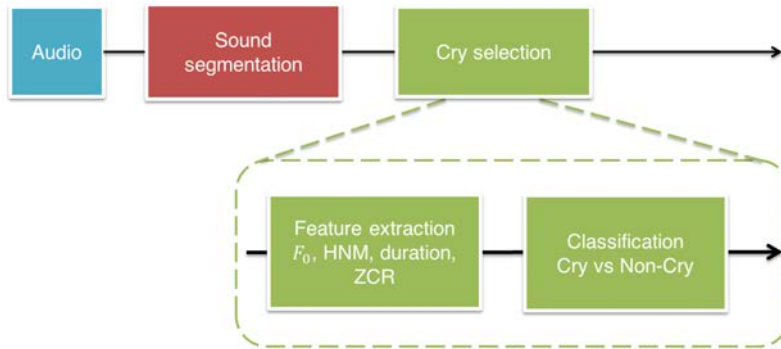 Audio
Sound
segmentation
Cry selection
Feature extraction
F₀, HNM, duration,
ZCR
Classification
Cry vs Non-Cry